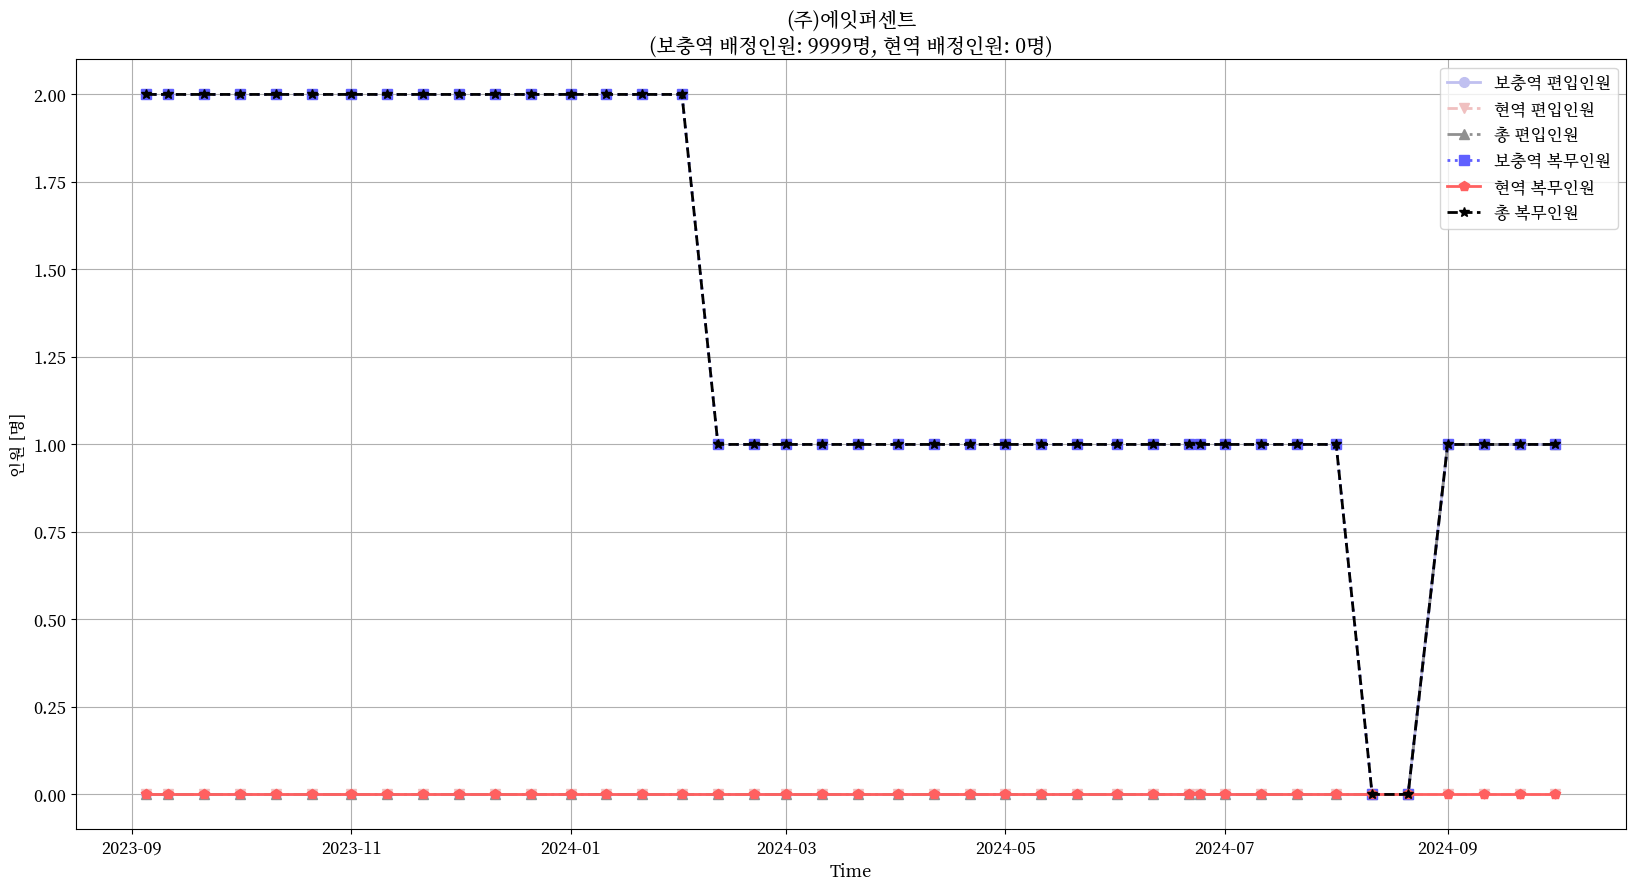 (주)에잇퍼센트
(보충역 배정인원: 9999명, 현역 배정인원: 0명)
보충역 편입인원
현역 편입인원
총 편입인원
보충역 복무인원
현역 복무인원
총 복무인원
2.00
1.75
1.50
1.25
1.00
0.75
0.50
0.25
0.00
인원 [명]
2023-09
2023-11
2024-01
2024-03
2024-05
2024-07
2024-09
Time